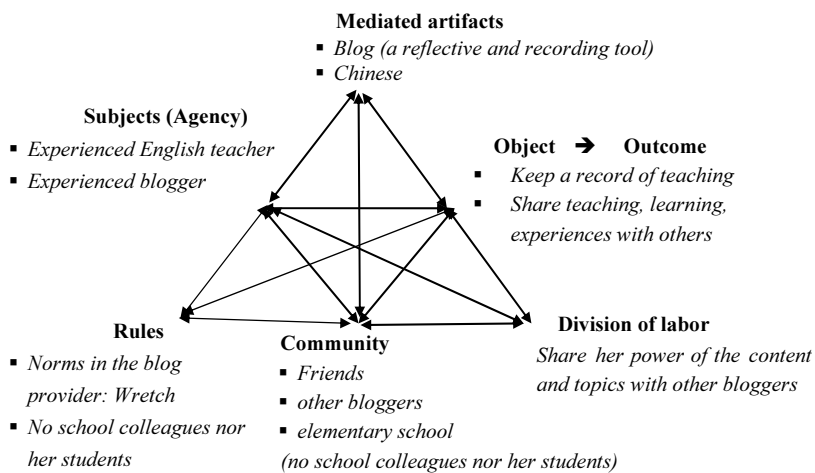 Mediated artifacts
▪ Blog (a reflective and recording tool)
▪ Chinese
Subjects (Agency)
▪ Experienced English teacher
▪ Experienced blogger
Object ➔ Outcome
▪ Keep a record of teaching
▪ Share teaching, learning,
experiences with others
Rules
▪ Norms in the blog
provider: Wretch
▪ No school colleagues nor
her students
Community
▪ Friends
▪ other bloggers
▪ elementary school
(no school colleagues nor her students)
Division of labor
Share her power of the content
and topics with other bloggers